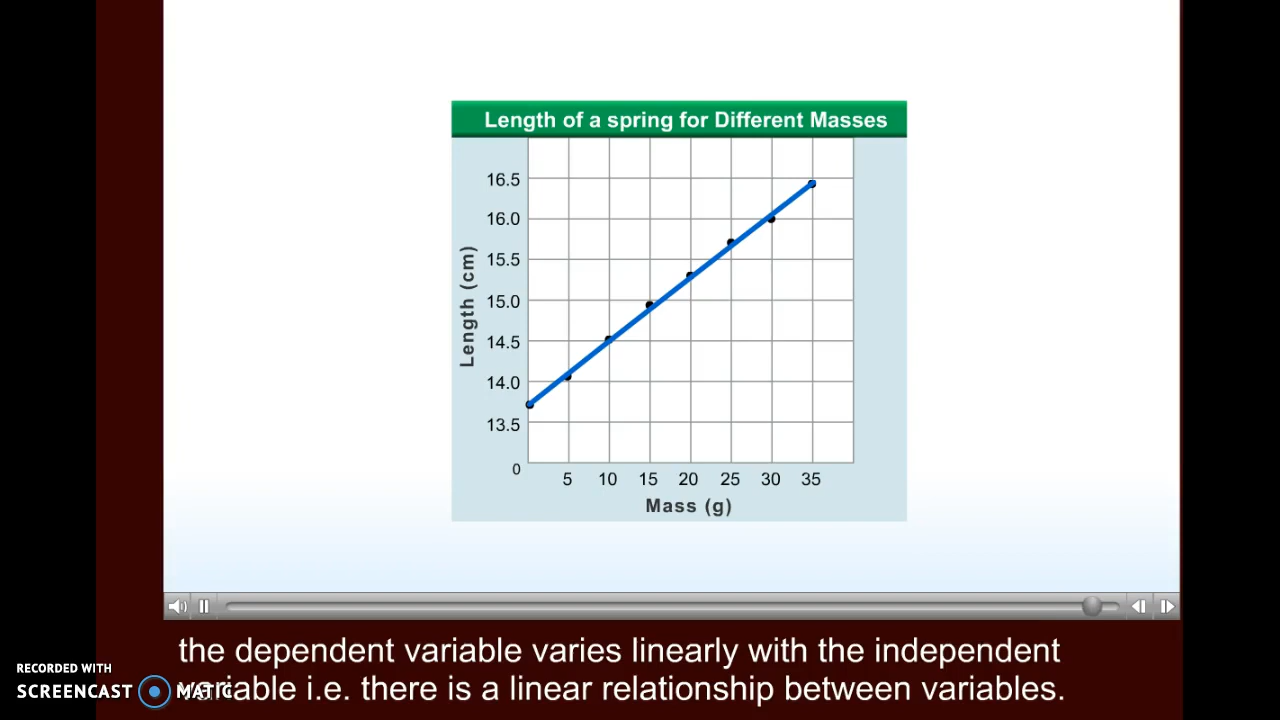 Length of a spring for Different Masses
16.5
16.0
15.5
15.0
14.5
14.0
13.5
0
Length (cm)
5 10 15 20 25 30 35
Mass (g)
the dependent variable varies linearly with the independent
variable i.e. there is a linear relationship between variables.
RECORDED WITH
SCREENCAST MATIC